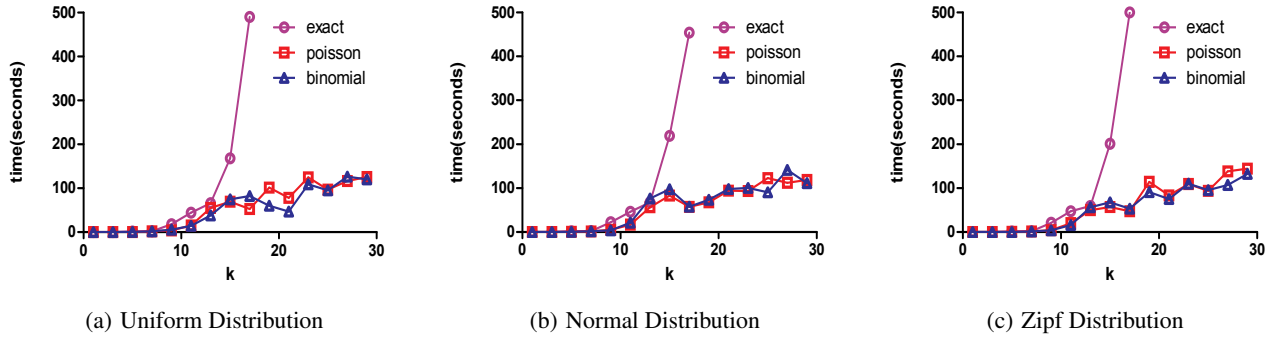 500
400
300
200
100
0
time(seconds)
exact
poisson
binomial
0 10 20 30
k
(a) Uniform Distribution
500
400
300
200
100
0
time(seconds)
exact
poisson
binomial
0 10 20 30
k
(b) Normal Distribution
500
400
300
200
100
0
time(seconds)
exact
poisson
binomial
0 10 20 30
k
(c) Zipf Distribution